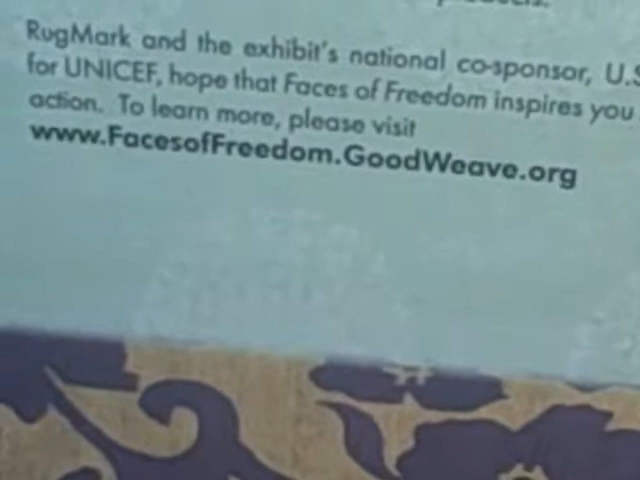 RugMark and the exhibit's national co-sponsor, U.S
for UNICEF, hope that Faces of Freedom inspires you
action. To learn more, please visit
www.FacesofFreedom.GoodWeave.org